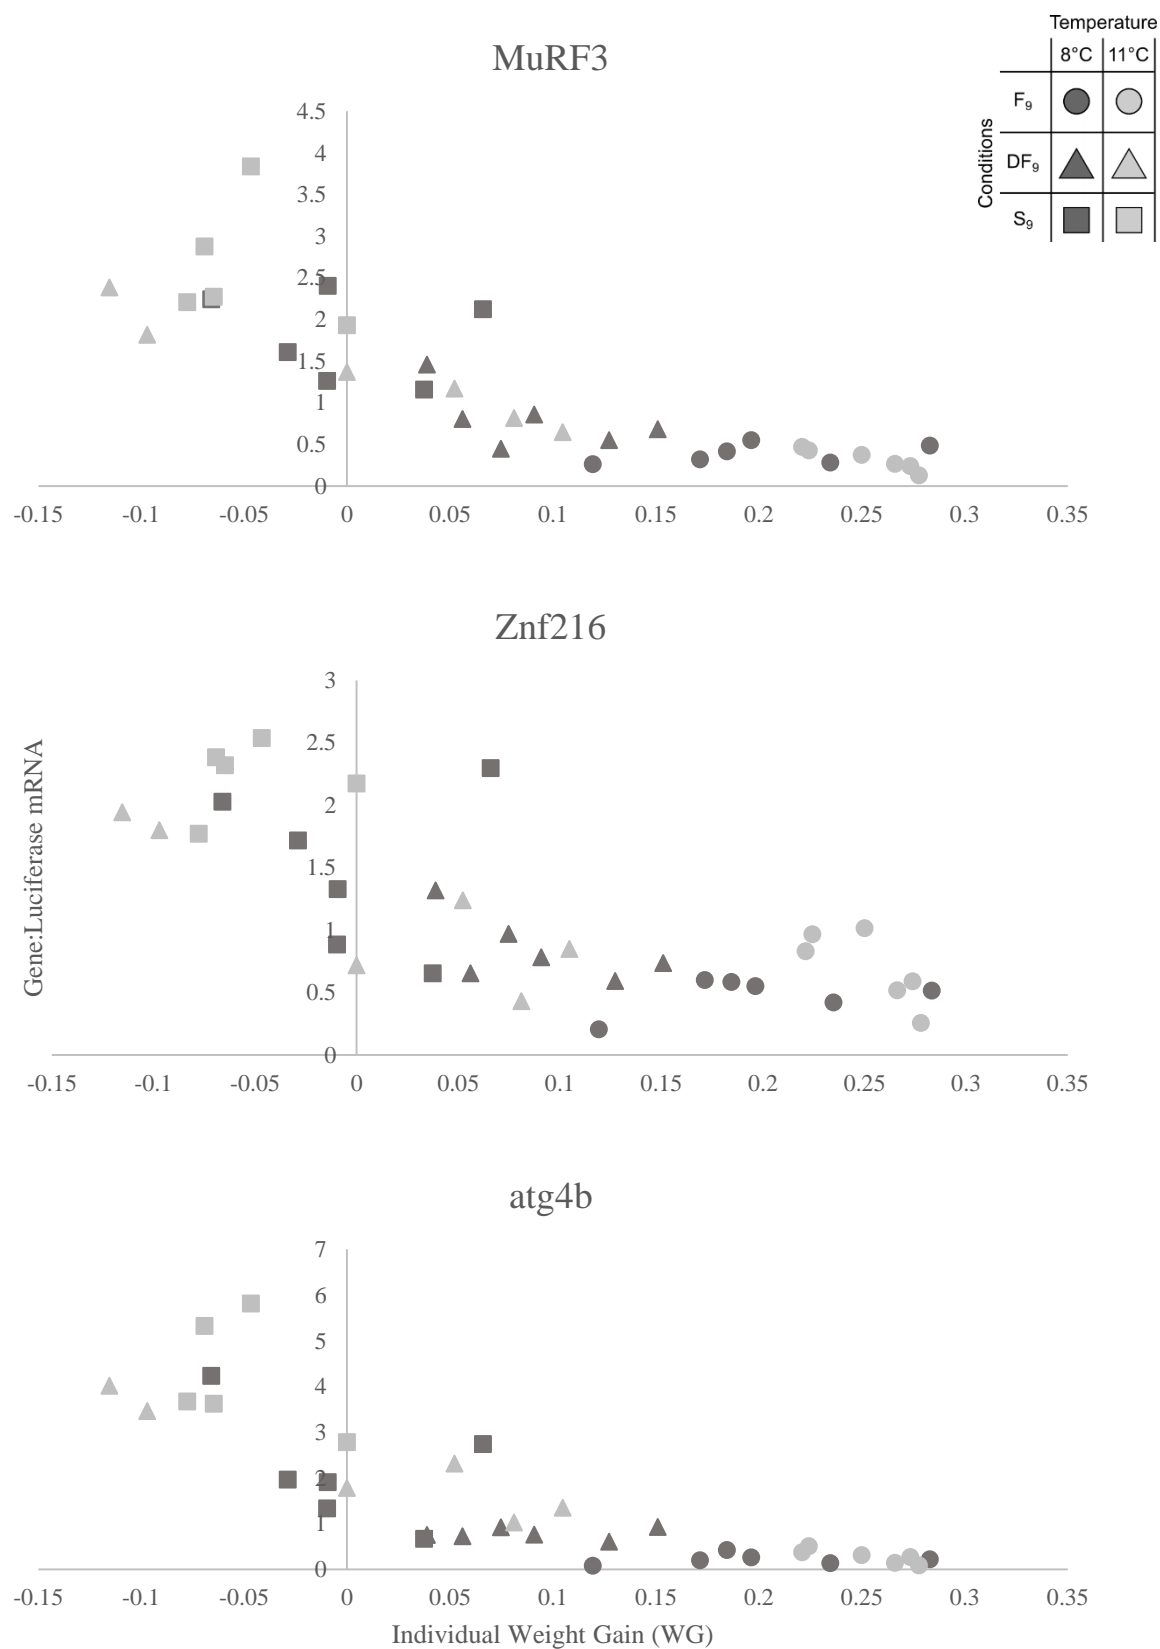 Temperature
8°C 11°C
Conditions
F₉
DF₉
S₉
MuRF3
4.5
4
3.5
3
2.5
2
1.5
1
0.5
0
-0.15 -0.1 -0.05 0 0.05 0.1 0.15 0.2 0.25 0.3 0.35
Znf216
Gene:Luciferase mRNA
3
2.5
2
1.5
1
0.5
0
-0.15 -0.1 -0.05 0 0.05 0.1 0.15 0.2 0.25 0.3 0.35
atg4b
7
6
5
4
3
2
1
0
-0.15 -0.1 -0.05 0 0.05 0.1 0.15 0.2 0.25 0.3 0.35
Individual Weight Gain (WG)